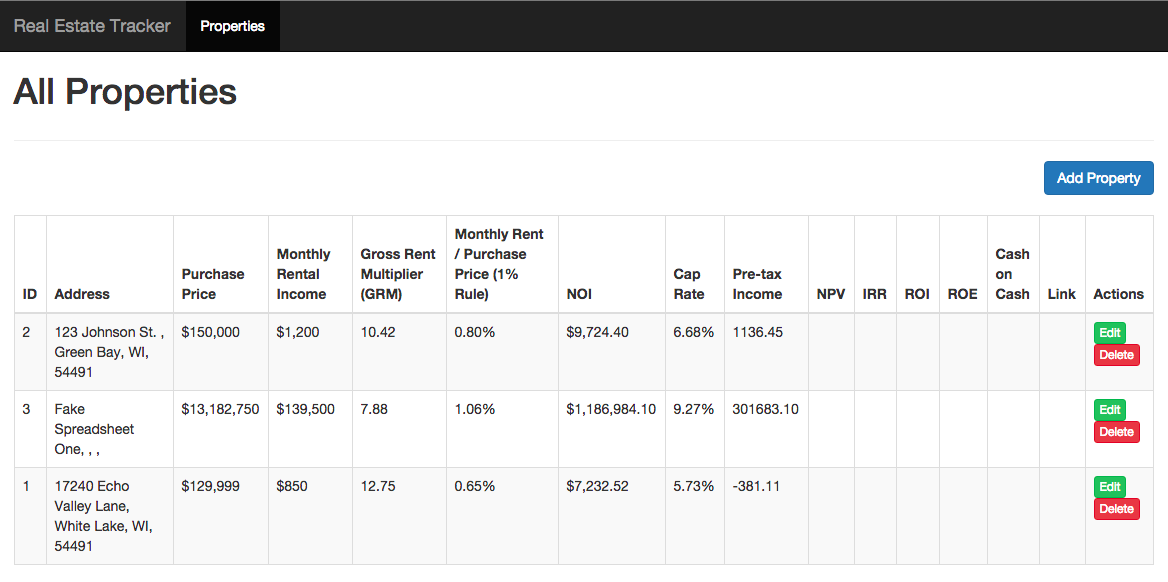 Real Estate Tracker Properties
All Properties
Add Property
ID Address Purchase Price Monthly Rental Income Gross Rent Multiplier (GRM) Monthly Rent / Purchase Price (1% Rule) NOI Cap Rate Pre-tax Income NPV IRR ROI ROE Cash on Cash Link Actions
2 123 Johnson St. , $150,000 $1,200 10.42 0.80% $9,724.40 6.68% 1136.45 Edit
Green Bay, WI, Delete
54491
3 Fake $13,182,750 $139,500 7.88 1.06% $1,186,984.10 9.27% 301683.10 Edit
Spreadsheet Delete
One, , ,
1 17240 Echo $129,999 $850 12.75 0.65% $7,232.52 5.73% -381.11 Edit
Valley Lane, Delete
White Lake, WI,
54491